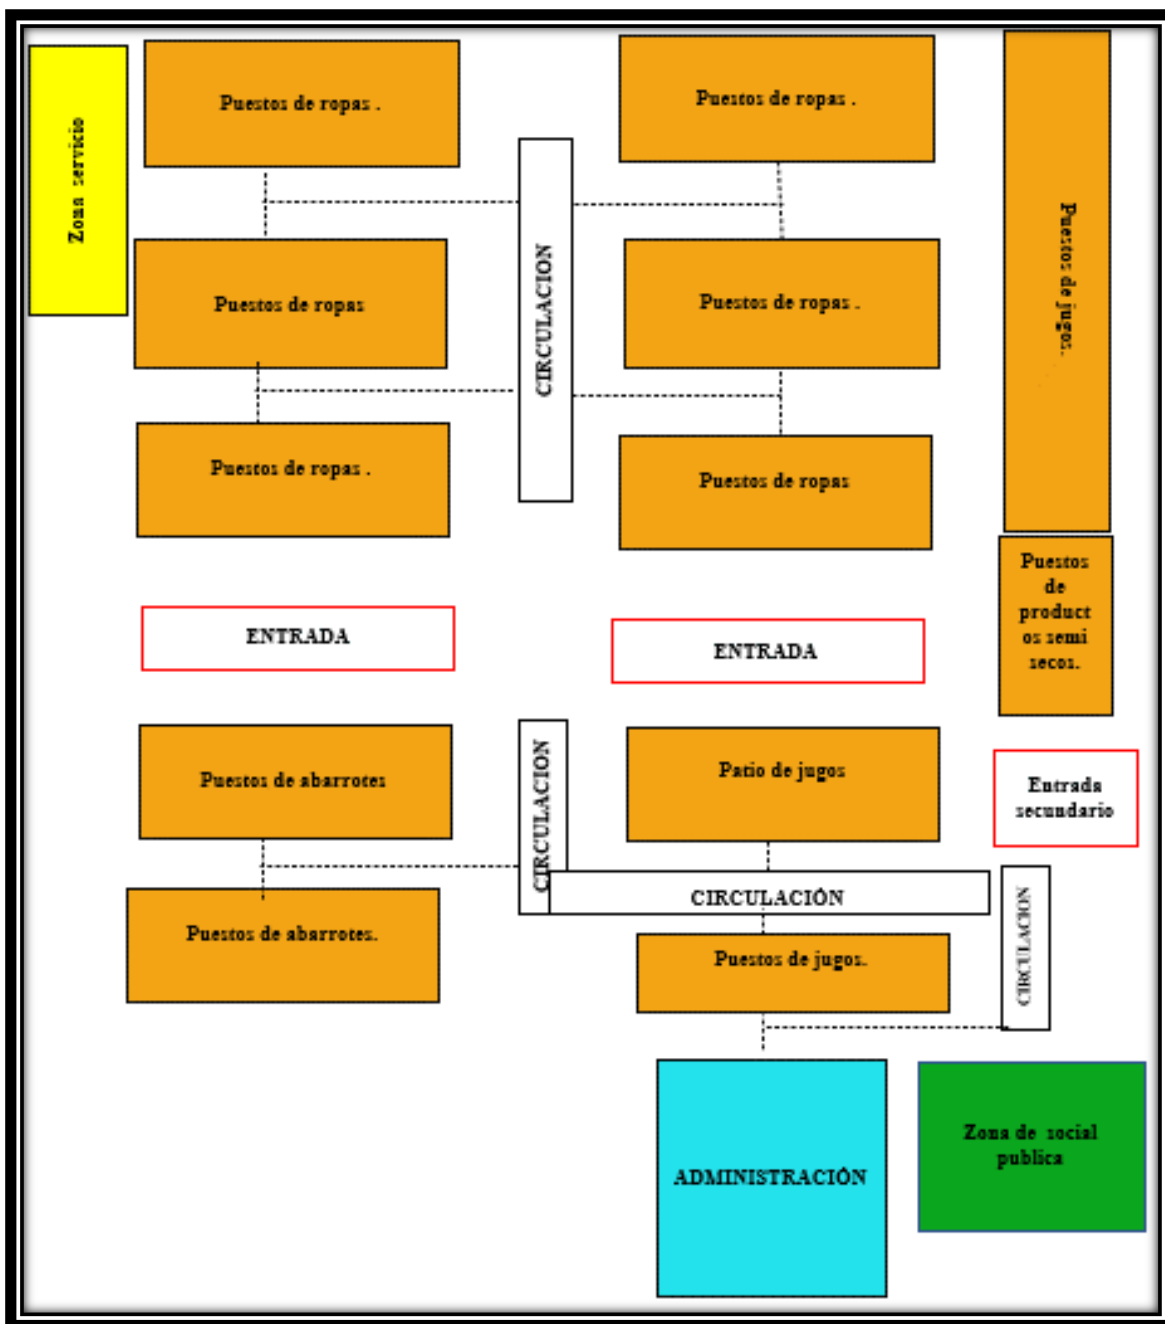 Zona servicio
Puestos de ropas .
Puestos de ropas .
Puestos de jugos.
CIRCULACION
Puestos de ropas
Puestos de ropas .
Puestos de ropas .
Puestos de ropas
Puestos
de
product
os semi
secos.
ENTRADA
ENTRADA
Puestos de abarrotes
CIRCULACION
Patio de jugos
Entrada
secundario
CIRCULACIÓN
CIRCULACION
Puestos de abarrotes.
Puestos de jugos.
ADMINISTRACIÓN
Zona de social
publica